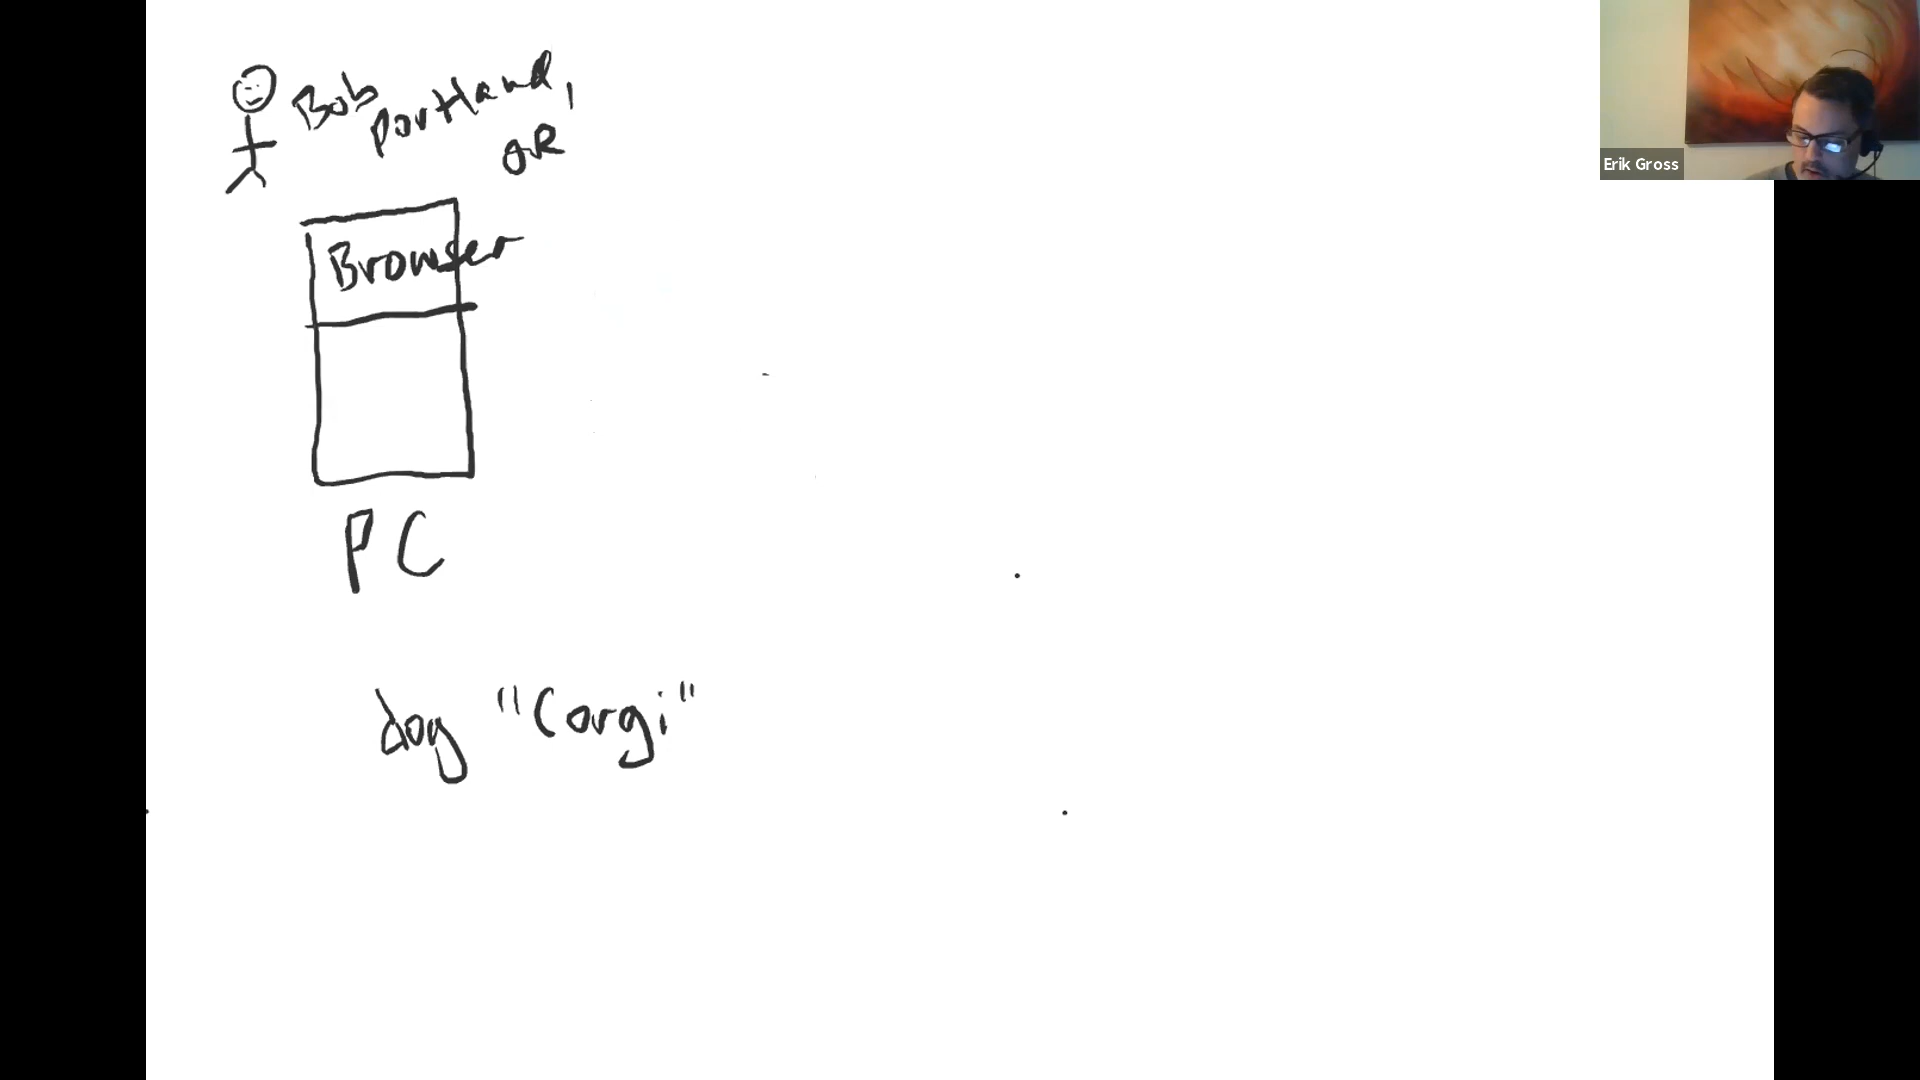 Bob
Portland,
OR
Browser
PC
dog "Corgi"
Erik Gross